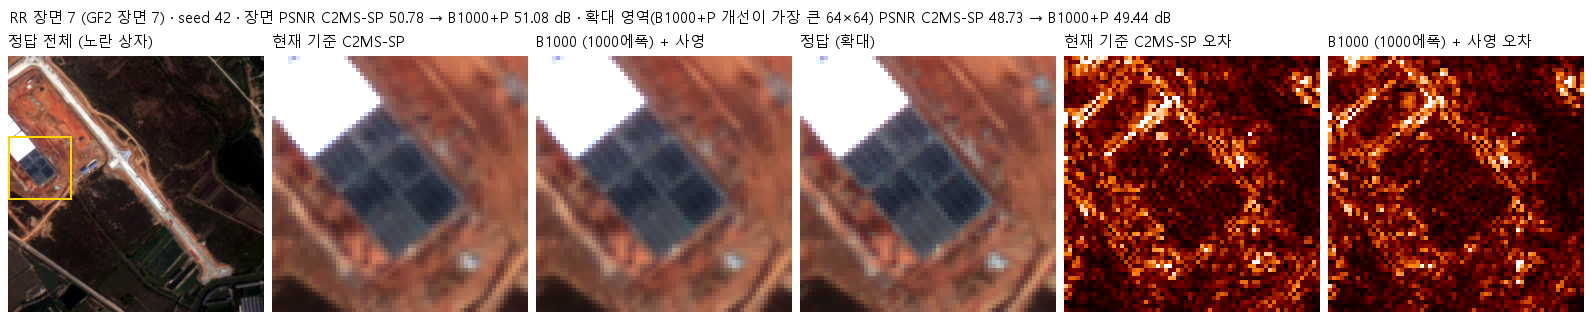 RR 장면 7 (GF2 장면 7) · seed 42 · 장면 PSNR C2MS-SP 50.78 → B1000+P 51.08 dB · 확대 영역(B1000+P 개선이 가장 큰 64×64) PSNR C2MS-SP 48.73 → B1000+P 49.44 dB
정답 전체 (노란 상자)
현재 기준 C2MS-SP
B1000 (1000에폭) + 사영
정답 (확대)
현재 기준 C2MS-SP 오차
B1000 (1000에폭) + 사영 오차